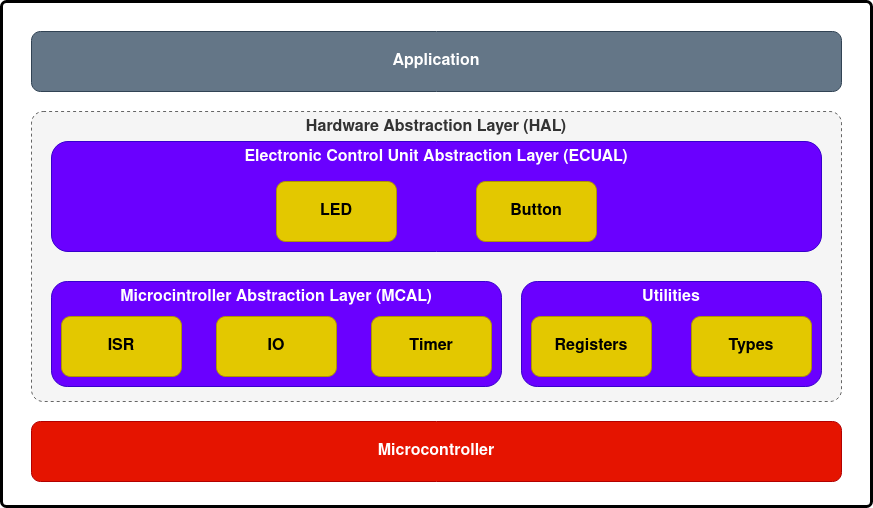 Application
Hardware Abstraction Layer (HAL)
Electronic Control Unit Abstraction Layer (ECUAL)
LED
Button
Microcintroller Abstraction Layer (MCAL)
Utilities
ISR
IO
Timer
Registers
Types
Microcontroller